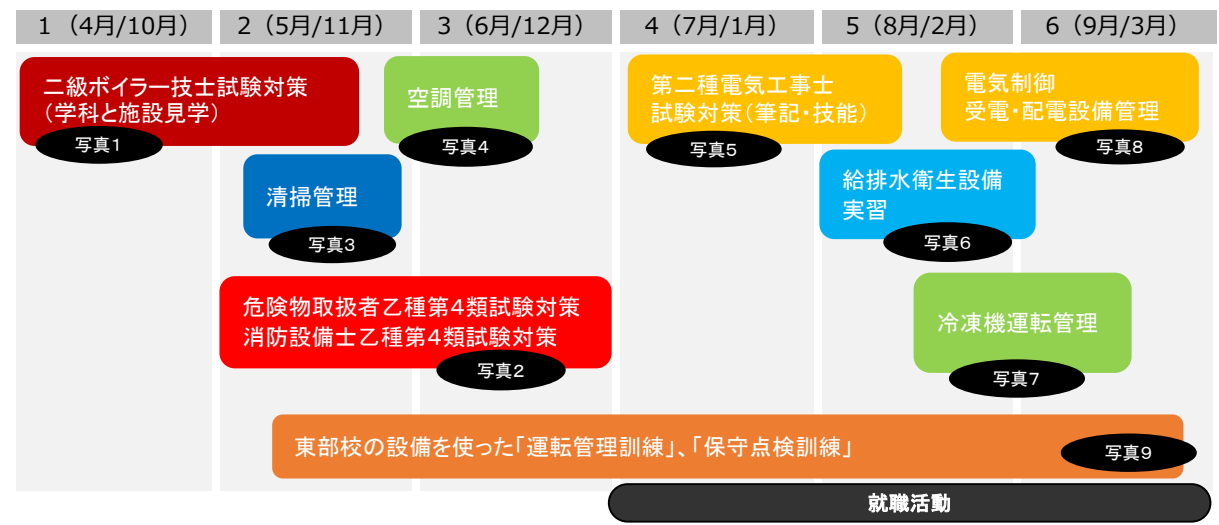 1（4月/10月）
2（5月/11月）
3（6月/12月）
4（7月/1月）
5（8月/2月）
6（9月/3月）
二級ボイラー技士試験対策
（学科と施設見学）
写真1
空調管理
写真4
第二種電気工事士
試験対策（筆記・技能）
写真5
電気制御
受電・配電設備管理
写真8
清掃管理
写真3
給排水衛生設備
実習
写真6
危険物取扱者乙種第4類試験対策
消防設備士乙種第4類試験対策
写真2
冷凍機運転管理
写真7
東部校の設備を使った「運転管理訓練」、「保守点検訓練」
写真9
就職活動